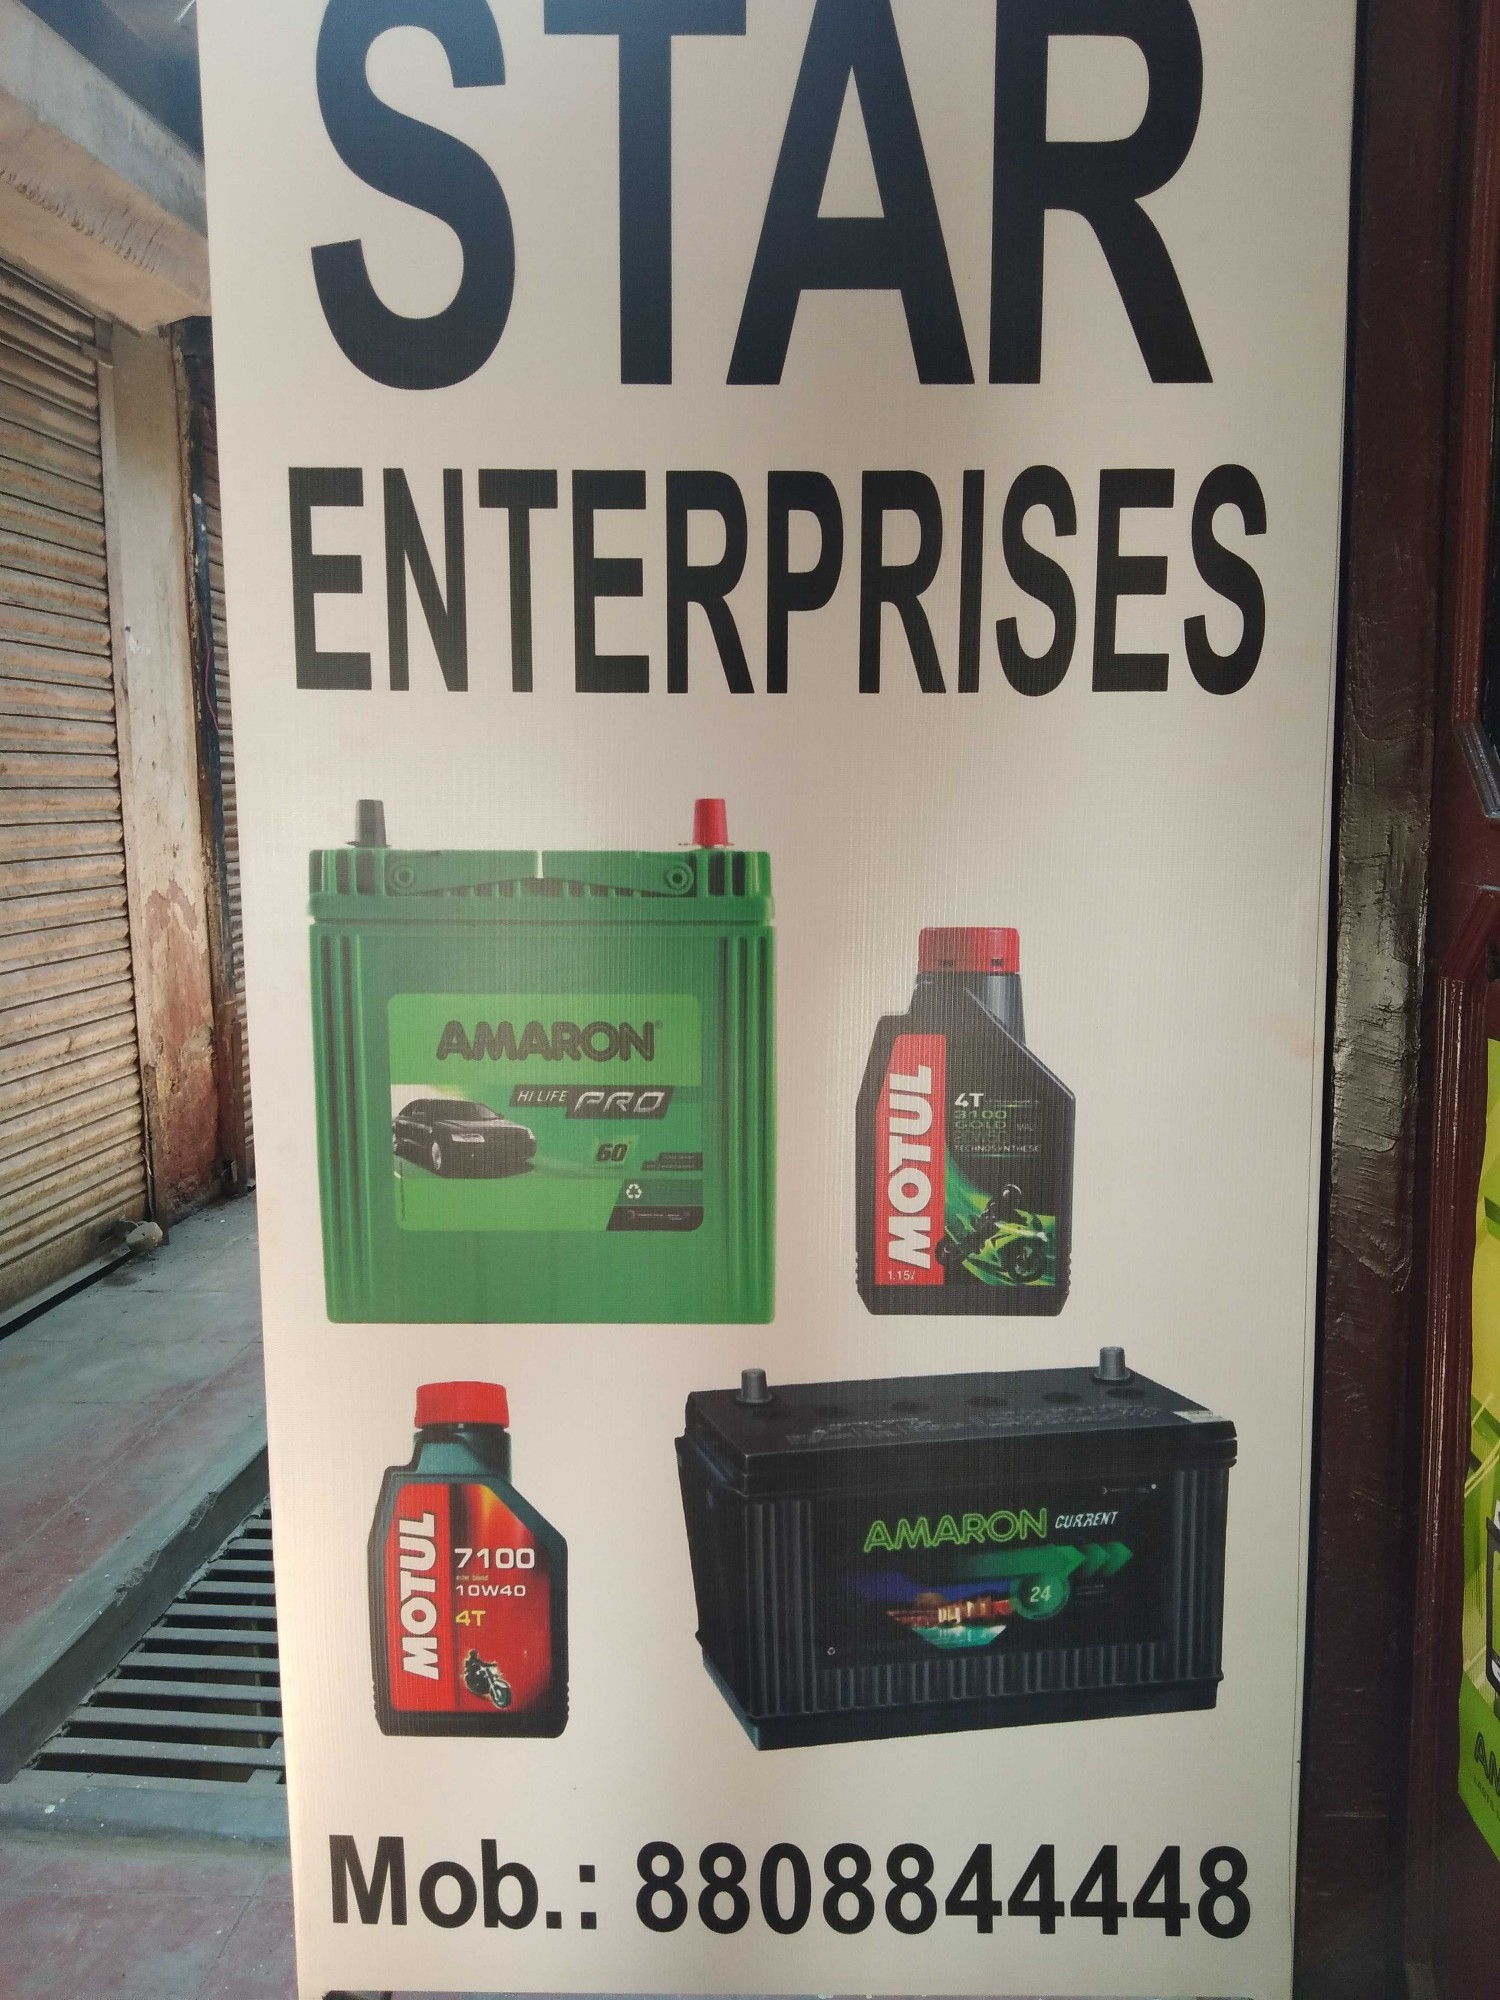 STAR
ENTERPRISES
AMARON
HI LIFE PRO
60
MOTUL
4T
3100
GOLD
TECHNOSYNTHESE
1.15l
MOTUL
7100
10W40
4T
AMARON CURRENT
24
Mob.: 8808844448